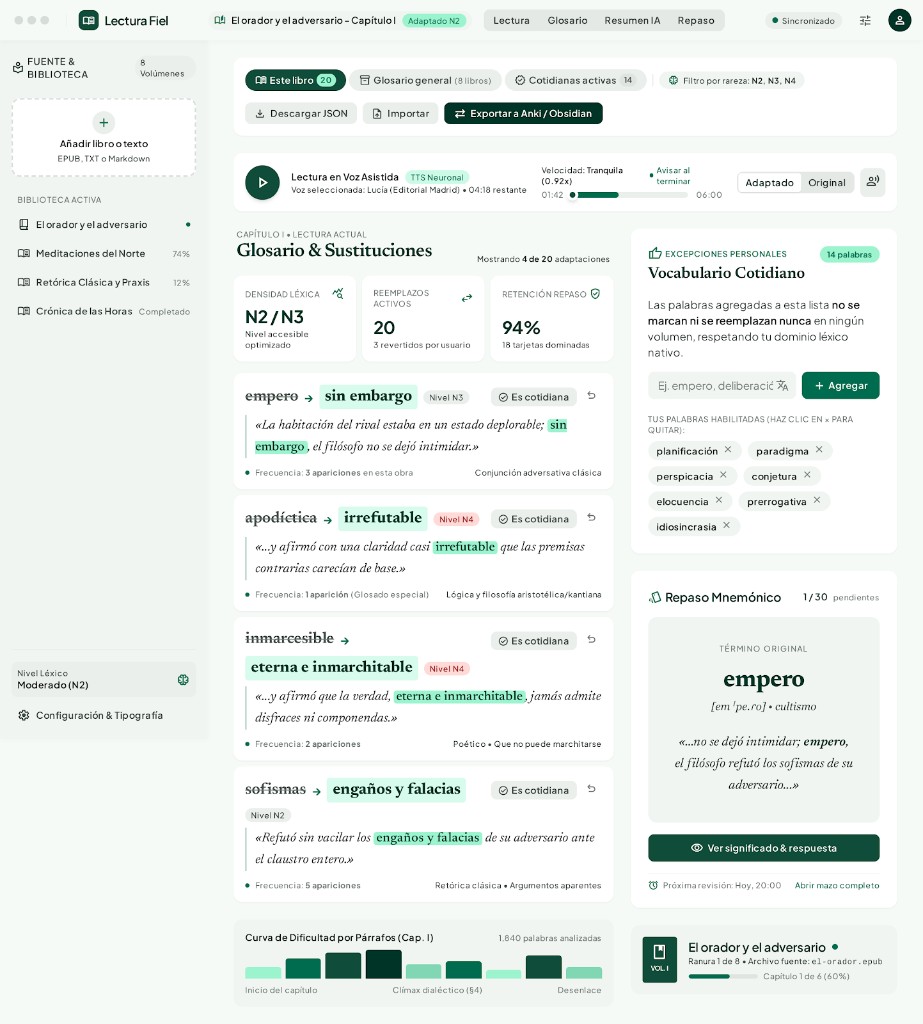 Lectura Fiel
El orador y el adversario – Capítulo I
Adaptado N2
Lectura
Glosario
Resumen IA
Repaso
Sincronizado
FUENTE &
BIBLIOTECA
8
Volúmenes
Añadir libro o texto
EPUB, TXT o Markdown
BIBLIOTECA ACTIVA
El orador y el adversario
Meditaciones del Norte 74%
Retórica Clásica y Praxis 12%
Crónica de las Horas Completado
Nivel Léxico
Moderado (N2)
Configuración & Tipografía
Este libro 20
Glosario general (8 libros)
Cotidianas activas 14
Filtro por rareza: N2, N3, N4
Descargar JSON
Importar
Exportar a Anki / Obsidian
Lectura en Voz Asistida TTS Neuronal
Voz seleccionada: Lucía (Editorial Madrid) • 04:18 restante
Velocidad: Tranquila
(0.92x)
Avisar al
terminar
01:42 06:00
Adaptado Original
CAPÍTULO I • LECTURA ACTUAL
Glosario & Sustituciones
Mostrando 4 de 20 adaptaciones
DENSIDAD LÉXICA
N2 / N3
Nivel accesible
optimizado
REEMPLAZOS
ACTIVOS
20
3 revertidos por usuario
RETENCIÓN REPASO
94%
18 tarjetas dominadas
empero → sin embargo Nivel N3 Es cotidiana
«La habitación del rival estaba en un estado deplorable; sin
embargo, el filósofo no se dejó intimidar.»
Frecuencia: 3 apariciones en esta obra Conjunción adversativa clásica
apodíctica → irrefutable Nivel N4 Es cotidiana
«...y afirmó con una claridad casi irrefutable que las premisas
contrarias carecían de base.»
Frecuencia: 1 aparición (Glosado especial) Lógica y filosofía aristotélica/kantiana
inmarcesible → Es cotidiana
eterna e inmarchitable Nivel N4
«...y afirmó que la verdad, eterna e inmarchitable, jamás admite
disfraces ni componendas.»
Frecuencia: 2 apariciones Poético • Que no puede marchitarse
sofismas → engaños y falacias Es cotidiana
Nivel N2
«Refutó sin vacilar los engaños y falacias de su adversario ante
el claustro entero.»
Frecuencia: 5 apariciones Retórica clásica • Argumentos aparentes
Curva de Dificultad por Párrafos (Cap. I) 1,840 palabras analizadas
Inicio del capítulo Clímax dialéctico (§4) Desenlace
EXCEPCIONES PERSONALES
14 palabras
Vocabulario Cotidiano
Las palabras agregadas a esta lista no se
marcan ni se reemplazan nunca en ningún
volumen, respetando tu dominio léxico
nativo.
Ej. empero, deliberació
+ Agregar
TUS PALABRAS HABILITADAS (HAZ CLIC EN × PARA
QUITAR):
planificación × paradigma ×
perspicacia × conjetura ×
elocuencia × prerrogativa ×
idiosincrasia ×
Repaso Mnemónico 1 / 30 pendientes
TÉRMINO ORIGINAL
empero
[em ˈpe.ɾo] • cultismo
«...no se dejó intimidar; empero,
el filósofo refutó los sofismas de su
adversario...»
Ver significado & respuesta
Próxima revisión: Hoy, 20:00 Abrir mazo completo
VOL. I
El orador y el adversario
Ranura 1 de 8 • Archivo fuente: el-orador.epub
Capítulo 1 de 6 (60%)